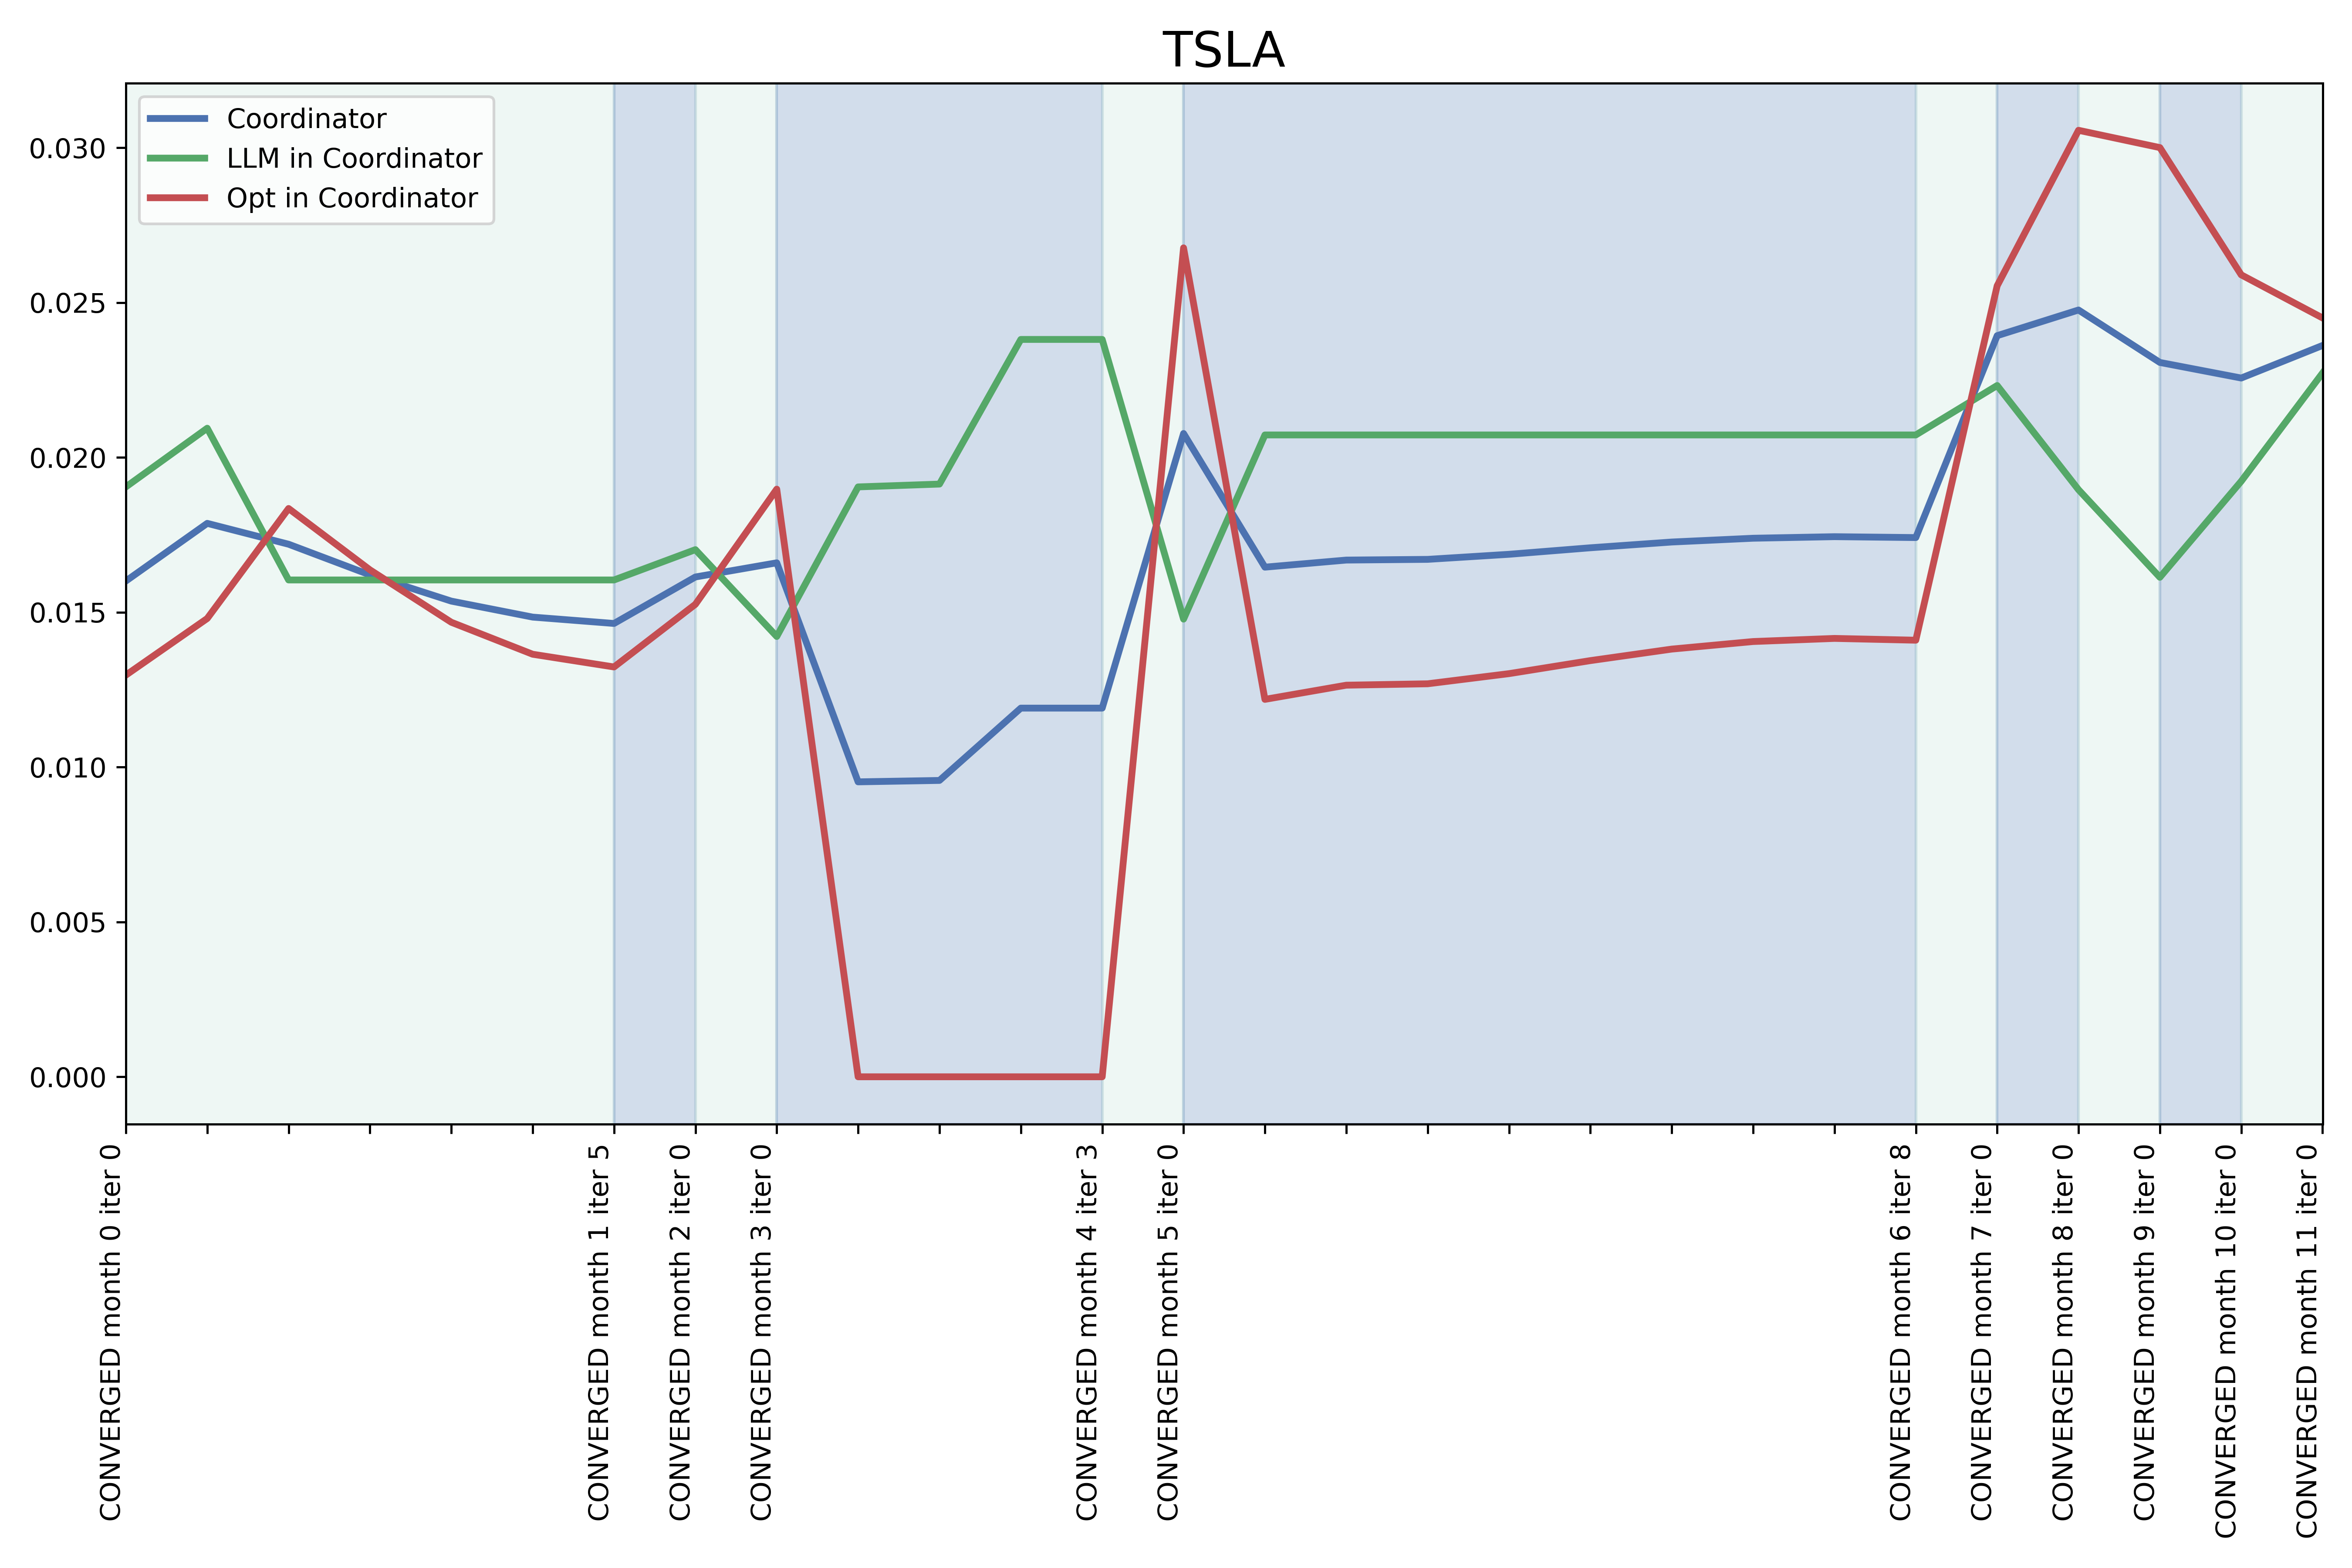 TSLA
Coordinator
LLM in Coordinator
Opt in Coordinator
0.030
0.025
0.020
0.015
0.010
0.005
0.000
CONVERGED month 0 iter 0
CONVERGED month 1 iter 5
CONVERGED month 2 iter 0
CONVERGED month 3 iter 0
CONVERGED month 4 iter 3
CONVERGED month 5 iter 0
CONVERGED month 6 iter 8
CONVERGED month 7 iter 0
CONVERGED month 8 iter 0
CONVERGED month 9 iter 0
CONVERGED month 10 iter 0
CONVERGED month 11 iter 0